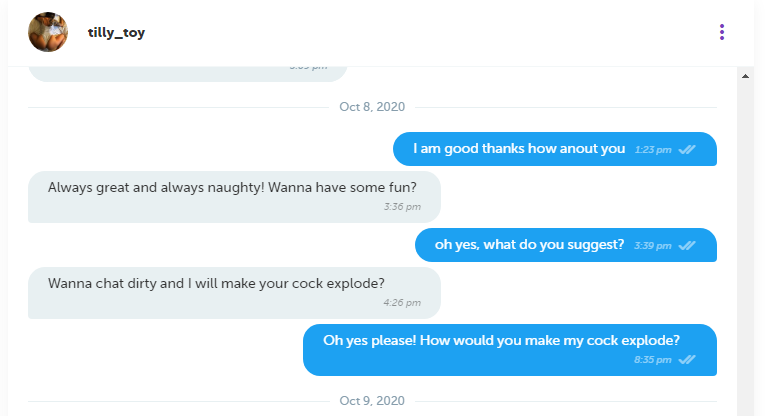 tilly_toy
Oct 8, 2020
I am good thanks how anout you 1:23 pm
Always great and always naughty! Wanna have some fun?
3:36 pm
oh yes, what do you suggest? 3:39 pm
Wanna chat dirty and I will make your cock explode?
4:26 pm
Oh yes please! How would you make my cock explode?
8:35 pm
Oct 9, 2020